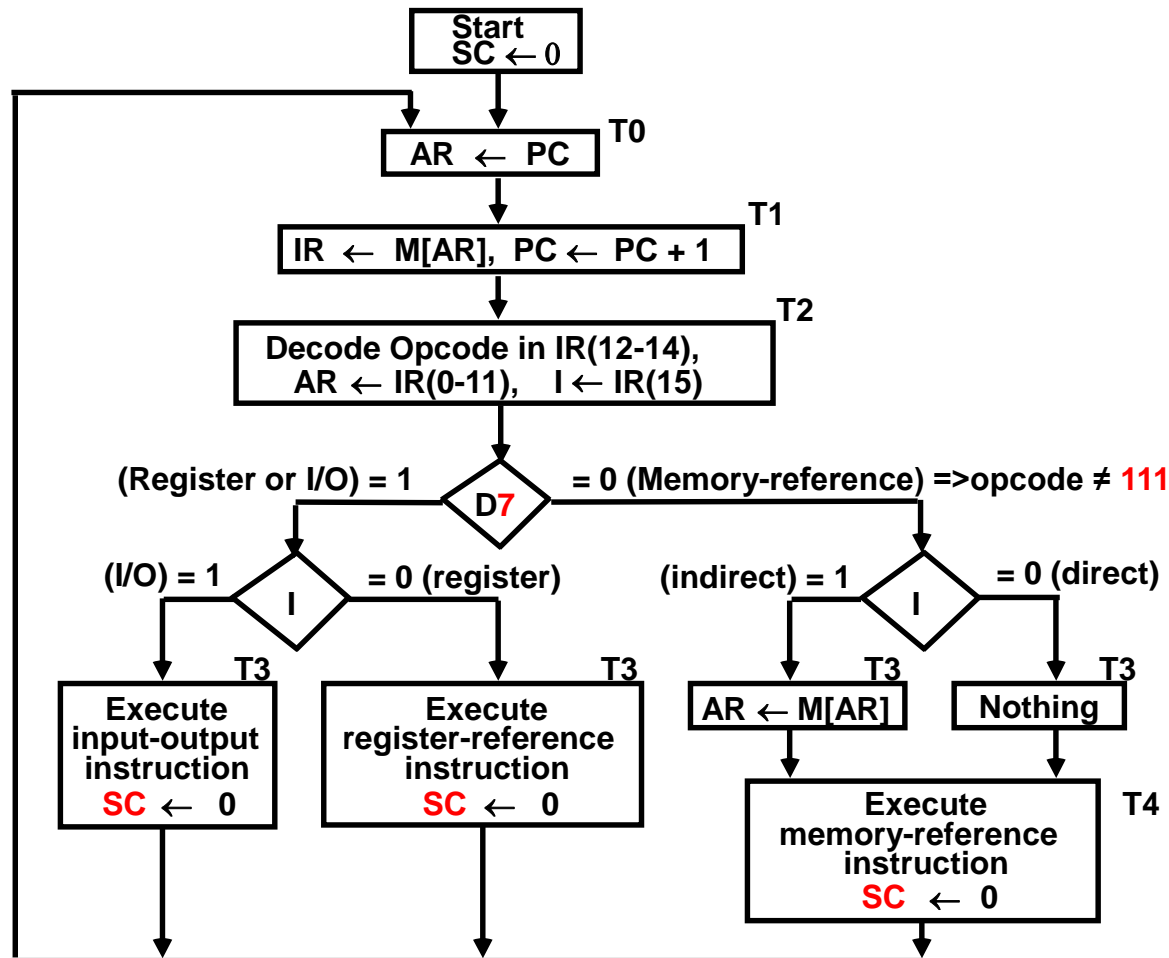 Start
SC ← 0
T0
AR ← PC
T1
IR ← M[AR], PC ← PC + 1
T2
Decode Opcode in IR(12-14),
AR ← IR(0-11), I ← IR(15)
(Register or I/O) = 1
D7
= 0 (Memory-reference) =>opcode ≠ 111
(I/O) = 1
I
= 0 (register)
(indirect) = 1
I
= 0 (direct)
T3
Execute
input-output
instruction
SC ← 0
T3
Execute
register-reference
instruction
SC ← 0
T3
AR ← M[AR]
T3
Nothing
T4
Execute
memory-reference
instruction
SC ← 0